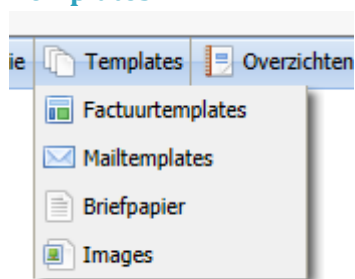 ie Templates Overzichten
Factuurtemplates
Mailtemplates
Briefpapier
Images